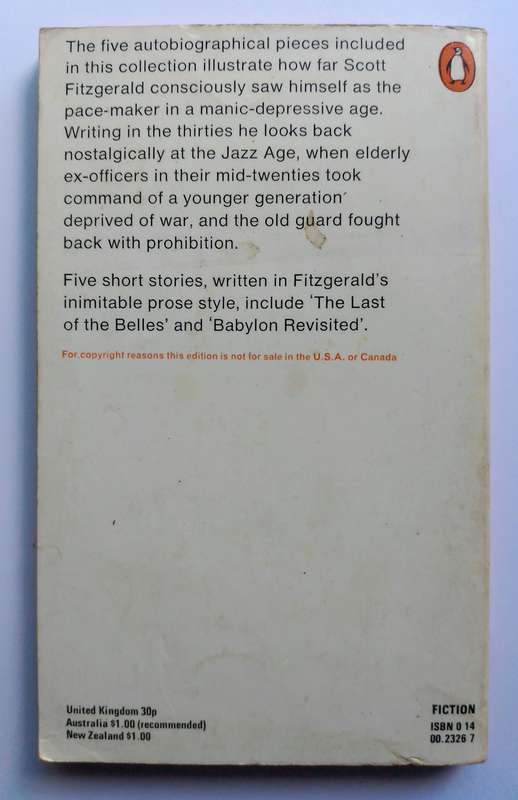 The five autobiographical pieces included
in this collection illustrate how far Scott
Fitzgerald consciously saw himself as the
pace-maker in a manic-depressive age.
Writing in the thirties he looks back
nostalgically at the Jazz Age, when elderly
ex-officers in their mid-twenties took
command of a younger generation
deprived of war, and the old guard fought
back with prohibition.
Five short stories, written in Fitzgerald's
inimitable prose style, include 'The Last
of the Belles' and 'Babylon Revisited'.
For copyright reasons this edition is not for sale in the U.S.A. or Canada
United Kingdom 30p
Australia $1.00 (recommended)
New Zealand $1.00
FICTION
ISBN 0 14
00.2326 7